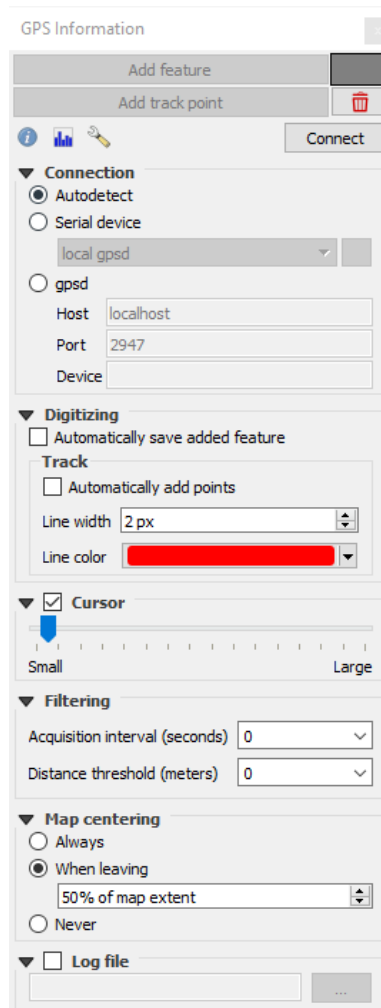 GPS Information
Add feature
Add track point
Connect
Connection
Autodetect
Serial device
local gpsd
gpsd
Host localhost
Port 2947
Device
Digitizing
Automatically save added feature
Track
Automatically add points
Line width 2 px
Line color
Cursor
Small Large
Filtering
Acquisition interval (seconds) 0
Distance threshold (meters) 0
Map centering
Always
When leaving
50% of map extent
Never
Log file
...